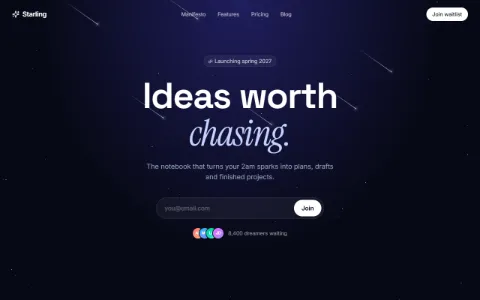 Starling
Manifesto Features Pricing Blog
Join waitlist
Launching spring 2027
Ideas worth
chasing.
The notebook that turns your 2am sparks into plans, drafts
and finished projects.
you@email.com
Join
8,400 dreamers waiting